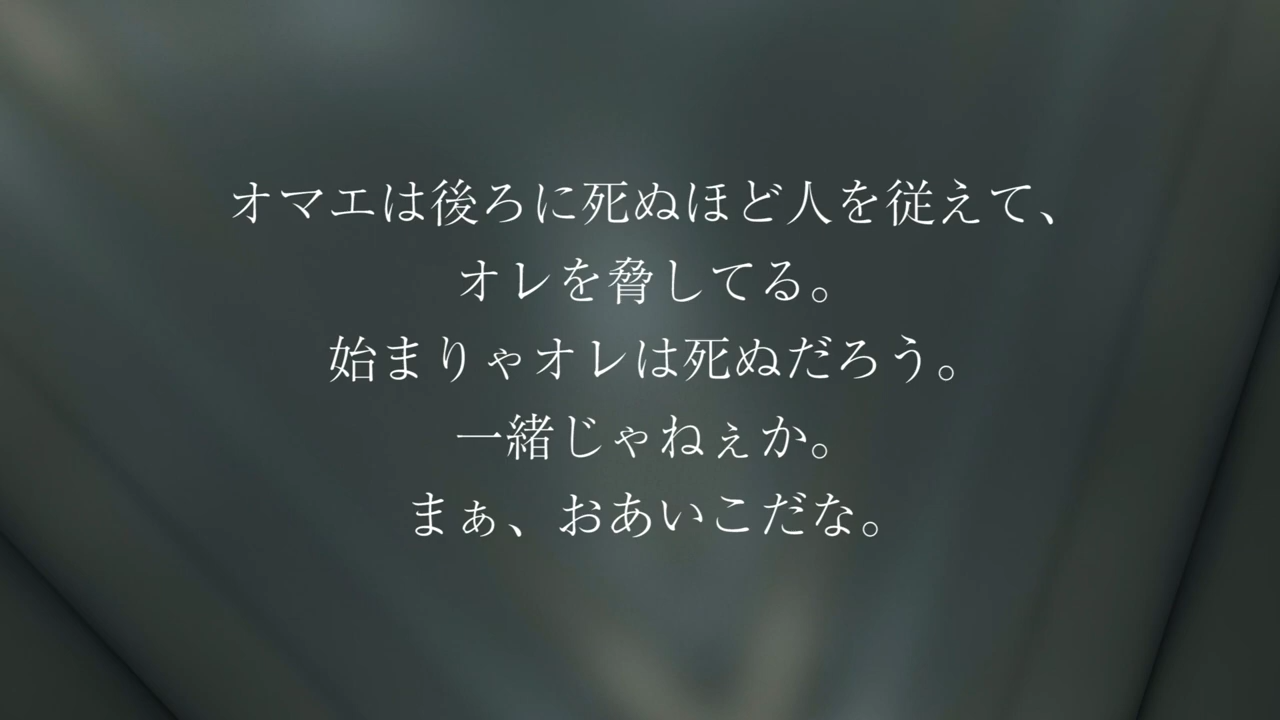 オマエは後ろに死ぬほど人を従えて、
オレを脅してる。
始まりゃオレは死ぬだろう。
一緒じゃねぇか。
まぁ、おあいこだな。